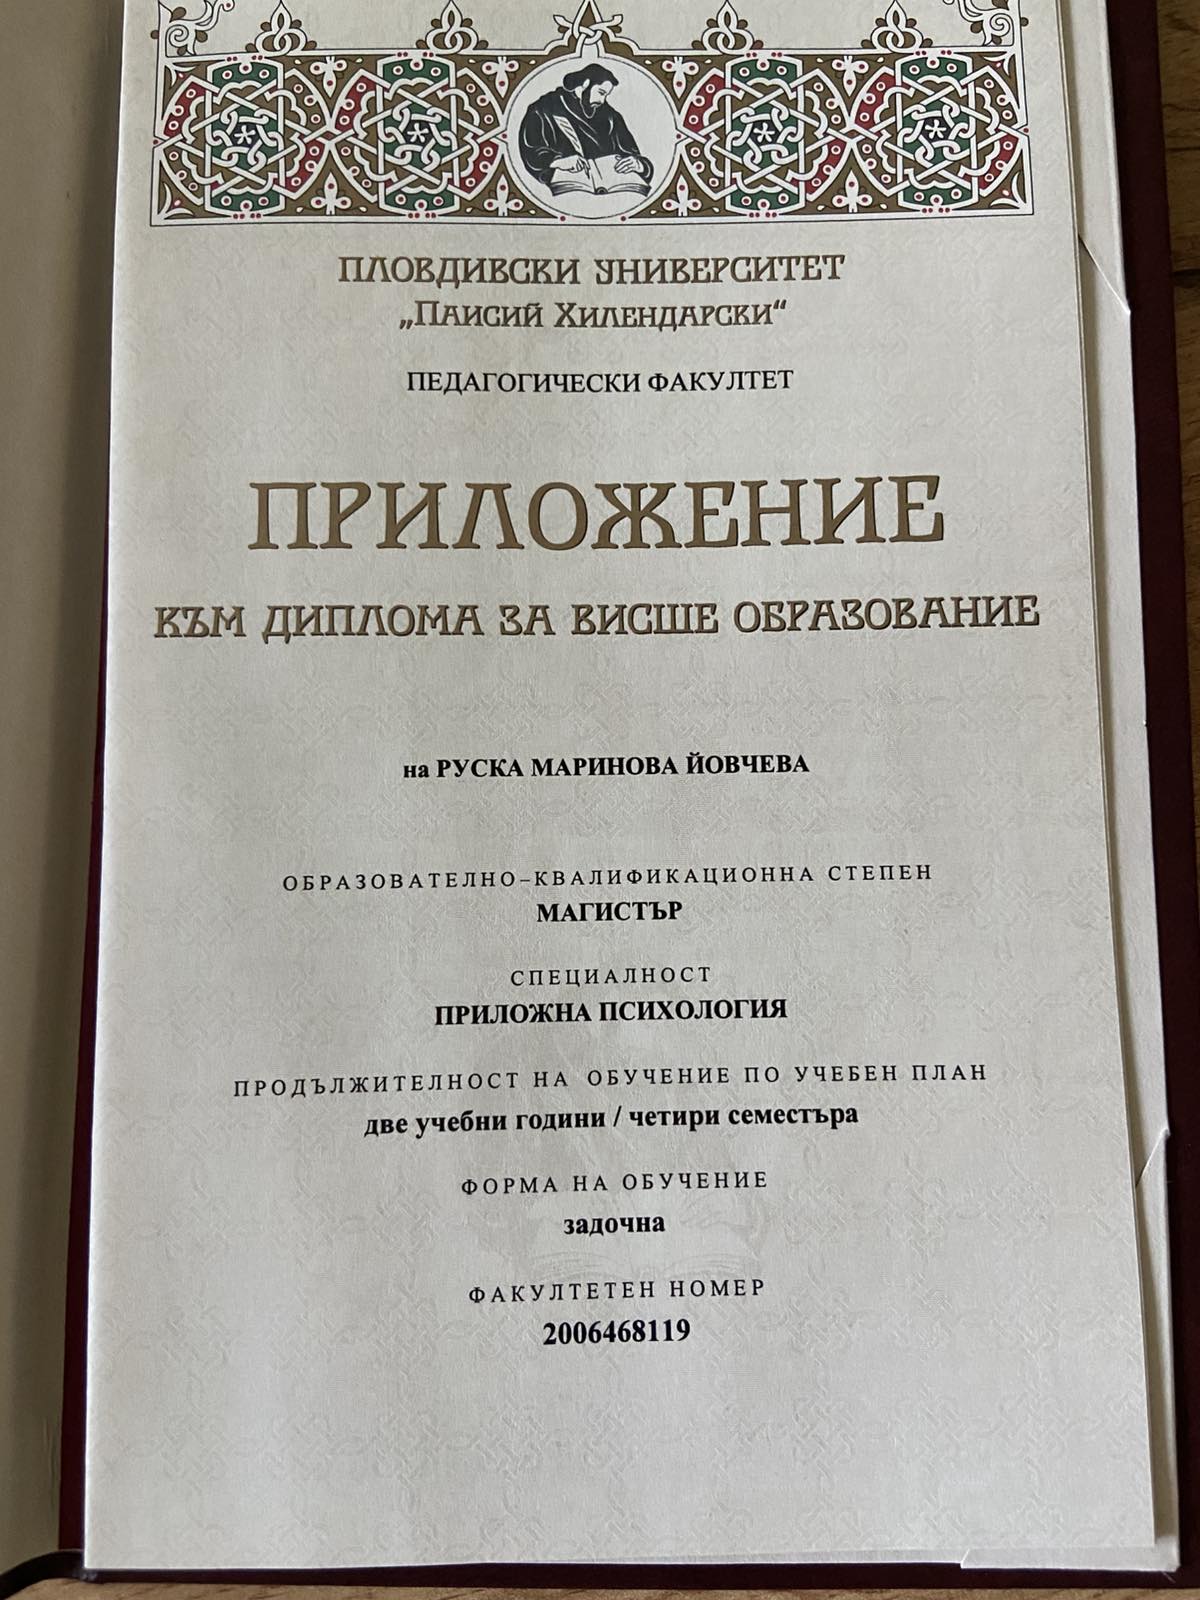 ПЛОВДИВСКИ УНИВЕРСИТЕТ
„Паисий Хилендарски“
ПЕДАГОГИЧЕСКИ ФАКУЛТЕТ
ПРИЛОЖЕНИЕ
КЪМ ДИПЛОМА ЗА ВИСШЕ ОБРАЗОВАНИЕ
на РУСКА МАРИНОВА ЙОВЧЕВА
ОБРАЗОВАТЕЛНО–КВАЛИФИКАЦИОННА СТЕПЕН
МАГИСТЪР
СПЕЦИАЛНОСТ
ПРИЛОЖНА ПСИХОЛОГИЯ
ПРОДЪЛЖИТЕЛНОСТ НА ОБУЧЕНИЕ ПО УЧЕБЕН ПЛАН
две учебни години / четири семестъра
ФОРМА НА ОБУЧЕНИЕ
задочна
ФАКУЛТЕТЕН НОМЕР
2006468119